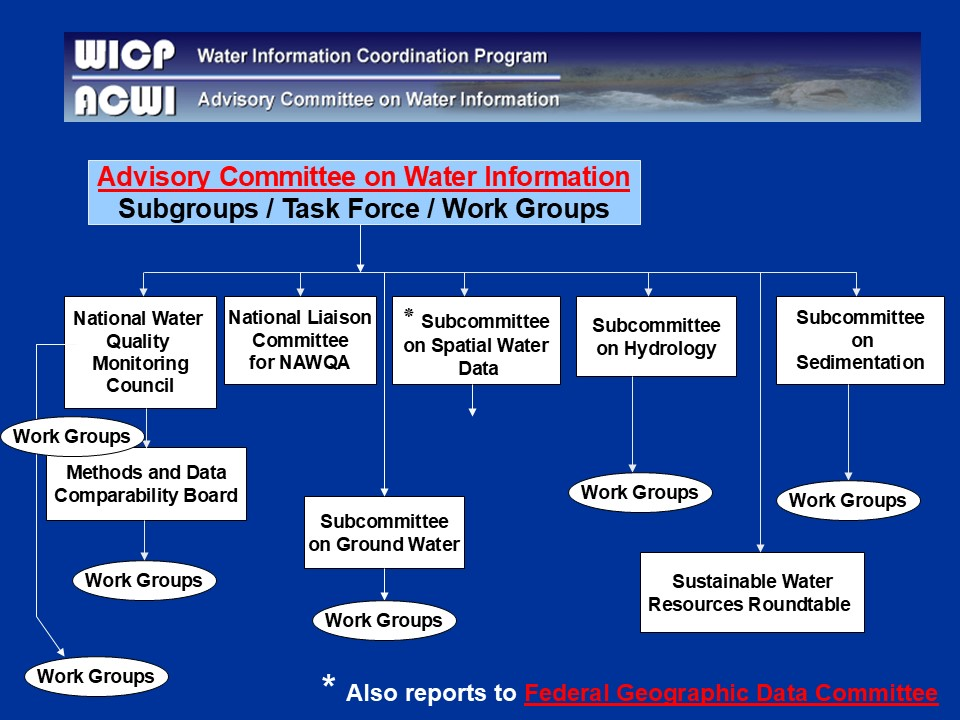 WICP Water Information Coordination Program
ACWI Advisory Committee on Water Information
Advisory Committee on Water Information
Subgroups / Task Force / Work Groups
National Water
Quality
Monitoring
Council
National Liaison
Committee
for NAWQA
* Subcommittee
on Spatial Water
Data
Subcommittee
on Hydrology
Subcommittee
on
Sedimentation
Work Groups
Methods and Data
Comparability Board
Work Groups
Work Groups
Subcommittee
on Ground Water
Work Groups
Work Groups
Work Groups
Sustainable Water
Resources Roundtable
* Also reports to Federal Geographic Data Committee